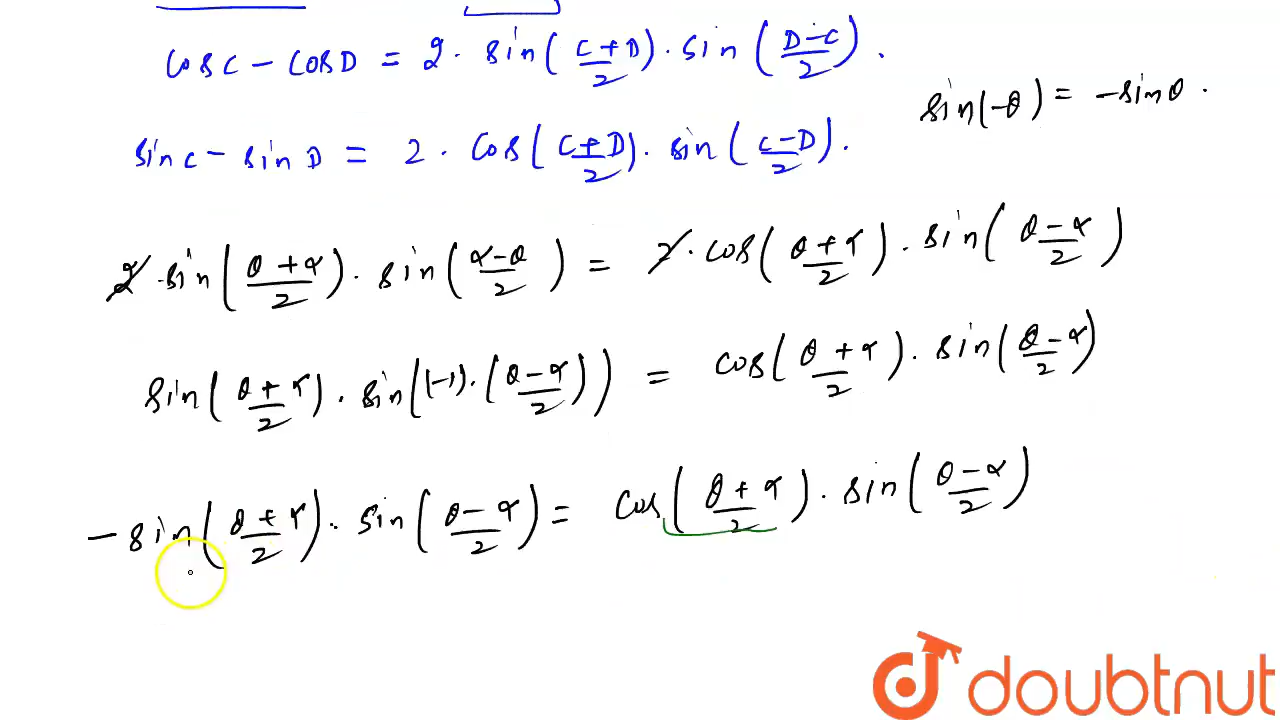 cos C − cos D = 2 · sin((C+D)/2) · sin((D−C)/2).
sin(−θ) = −sin θ.
sin C − sin D = 2 · cos((C+D)/2) · sin((C−D)/2).
2 · sin((θ+α)/2) · sin((α−θ)/2) = 2 · cos((θ+α)/2) · sin((θ−α)/2)
sin((θ+α)/2) · sin((−1)·((θ−α)/2)) = cos((θ+α)/2) · sin((θ−α)/2)
− sin((θ+α)/2) · sin((θ−α)/2) = cos((θ+α)/2) · sin((θ−α)/2)
doubtnut